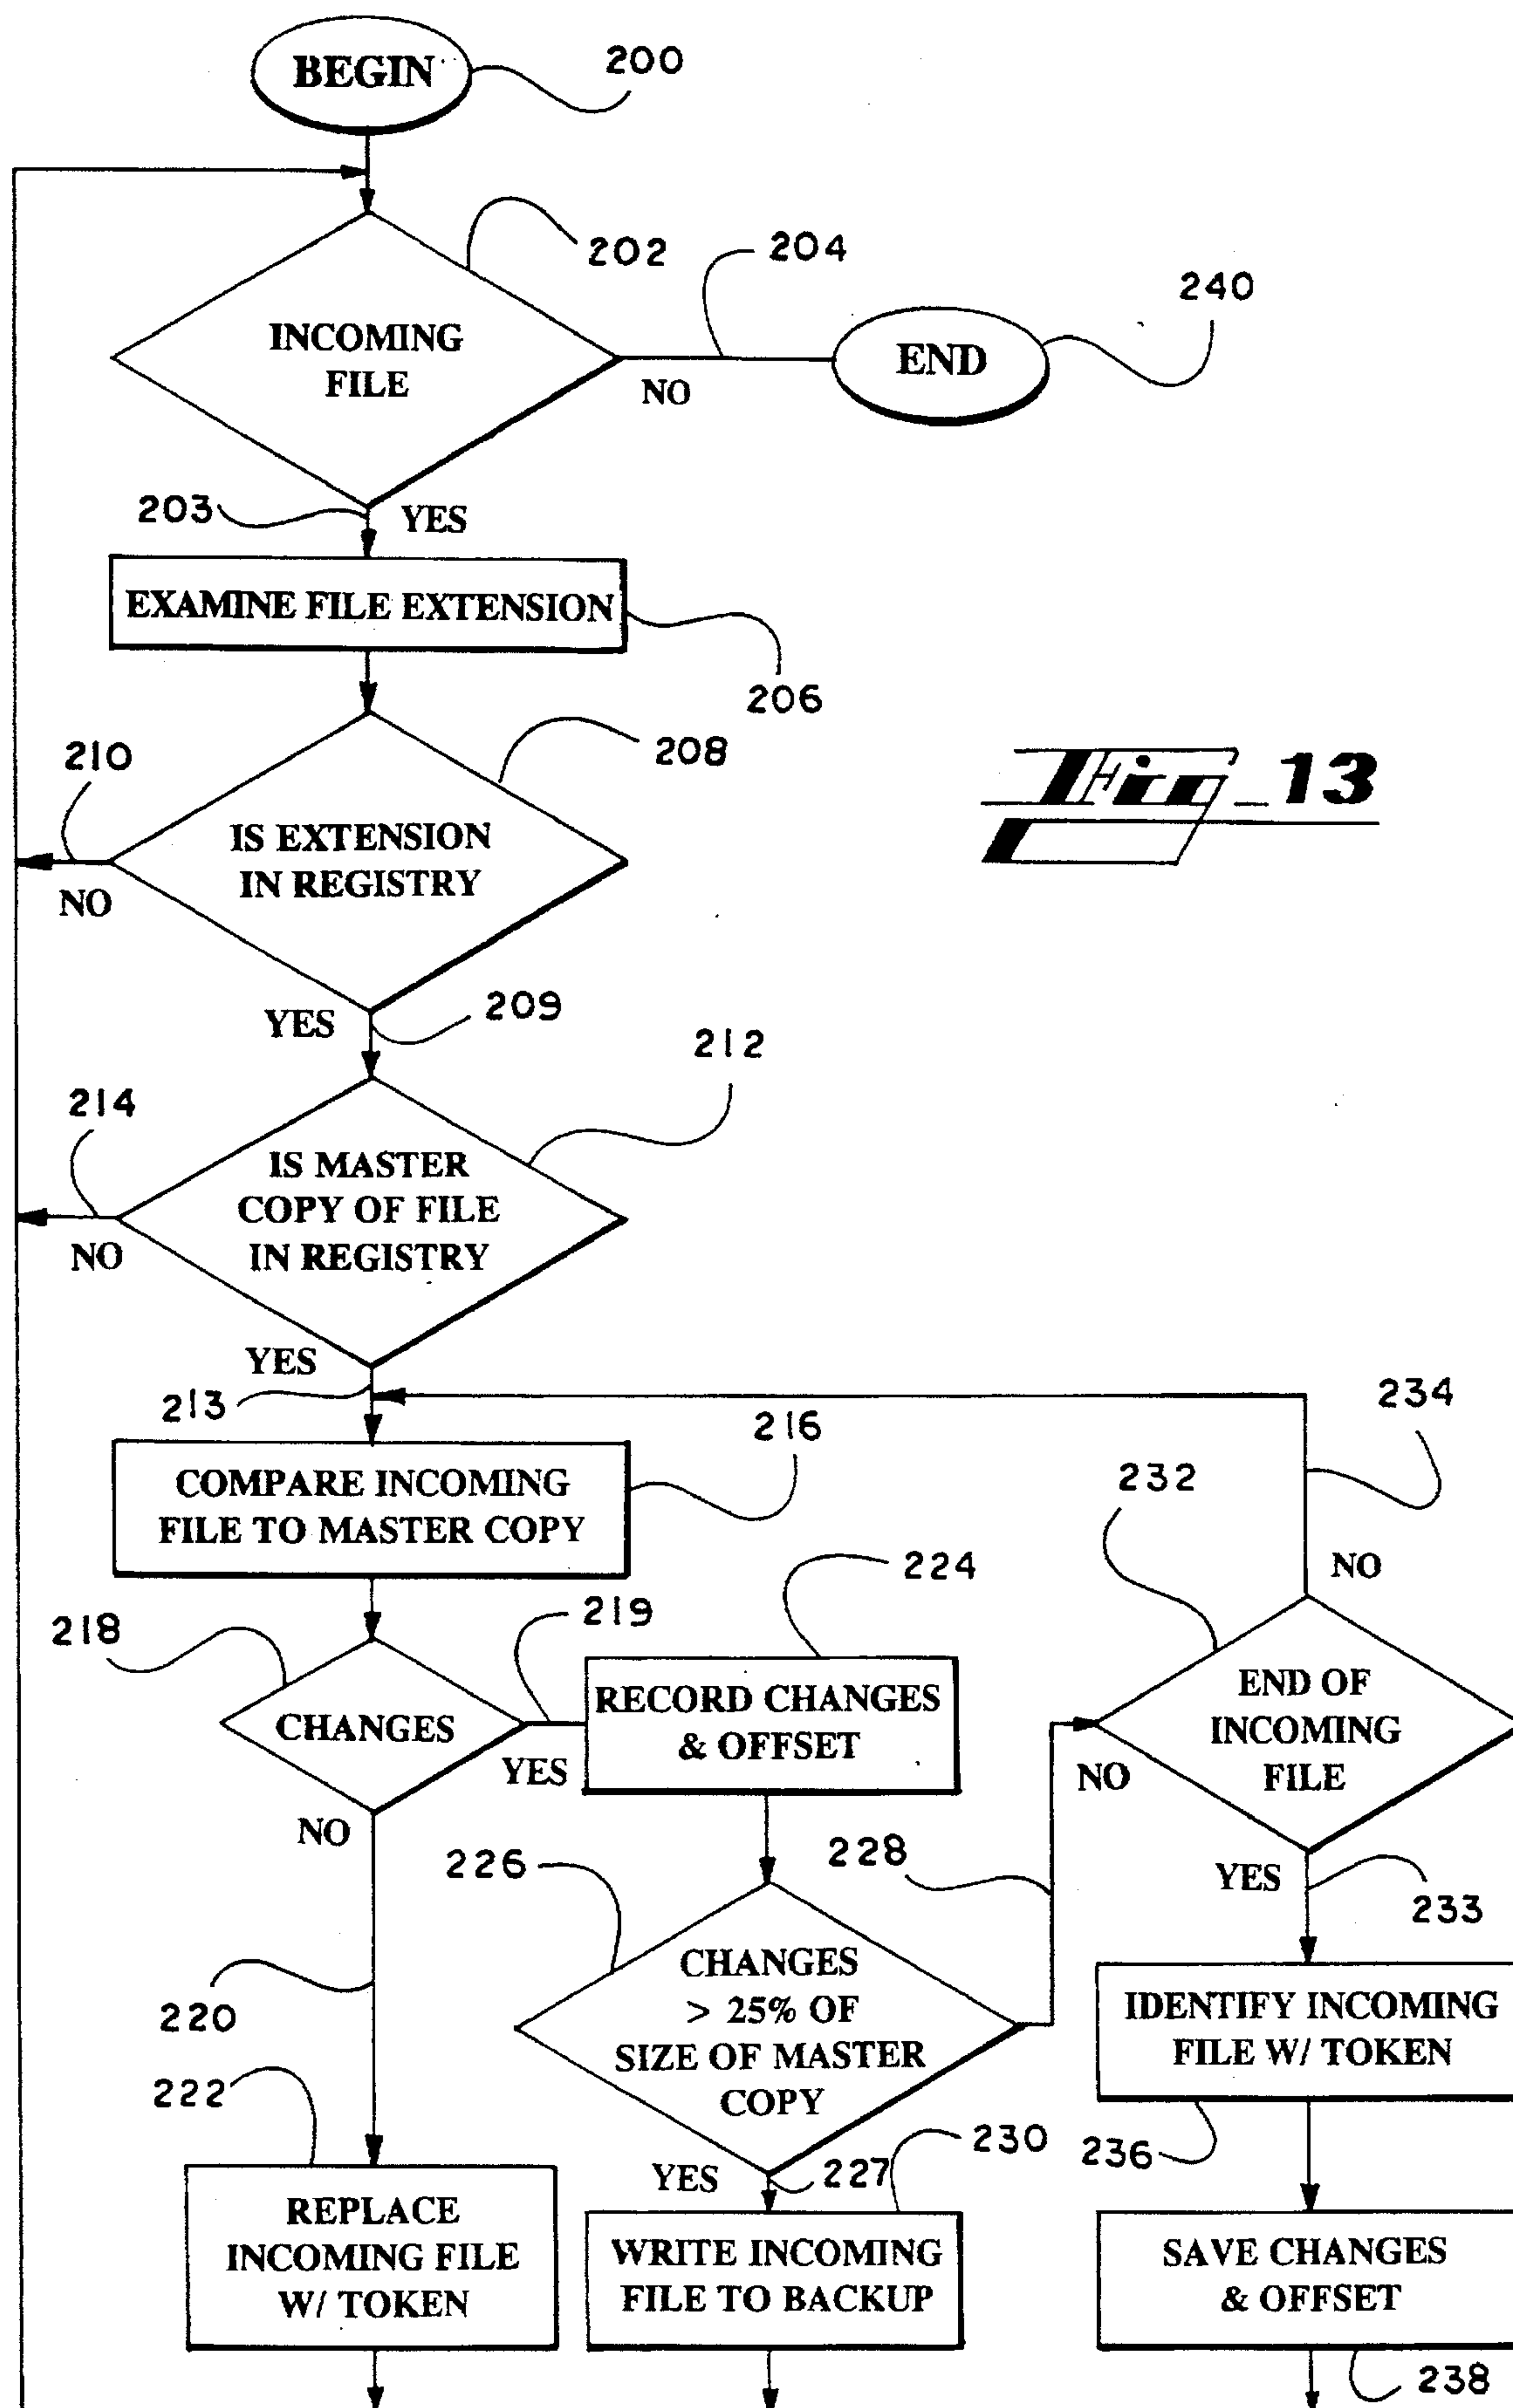 BEGIN
200
202
204
240
INCOMING
FILE
END
NO
203
YES
EXAMINE FILE EXTENSION
206
210
208
Fig_13
IS EXTENSION
IN REGISTRY
NO
YES
209
212
214
IS MASTER
COPY OF FILE
IN REGISTRY
NO
YES
213
234
216
COMPARE INCOMING
FILE TO MASTER COPY
232
224
NO
218
219
CHANGES
YES
RECORD CHANGES
& OFFSET
END OF
INCOMING
FILE
NO
NO
226
228
YES
233
CHANGES
> 25% OF
SIZE OF MASTER
COPY
220
IDENTIFY INCOMING
FILE W/ TOKEN
222
236
YES
227
230
REPLACE
INCOMING FILE
W/ TOKEN
WRITE INCOMING
FILE TO BACKUP
SAVE CHANGES
& OFFSET
238